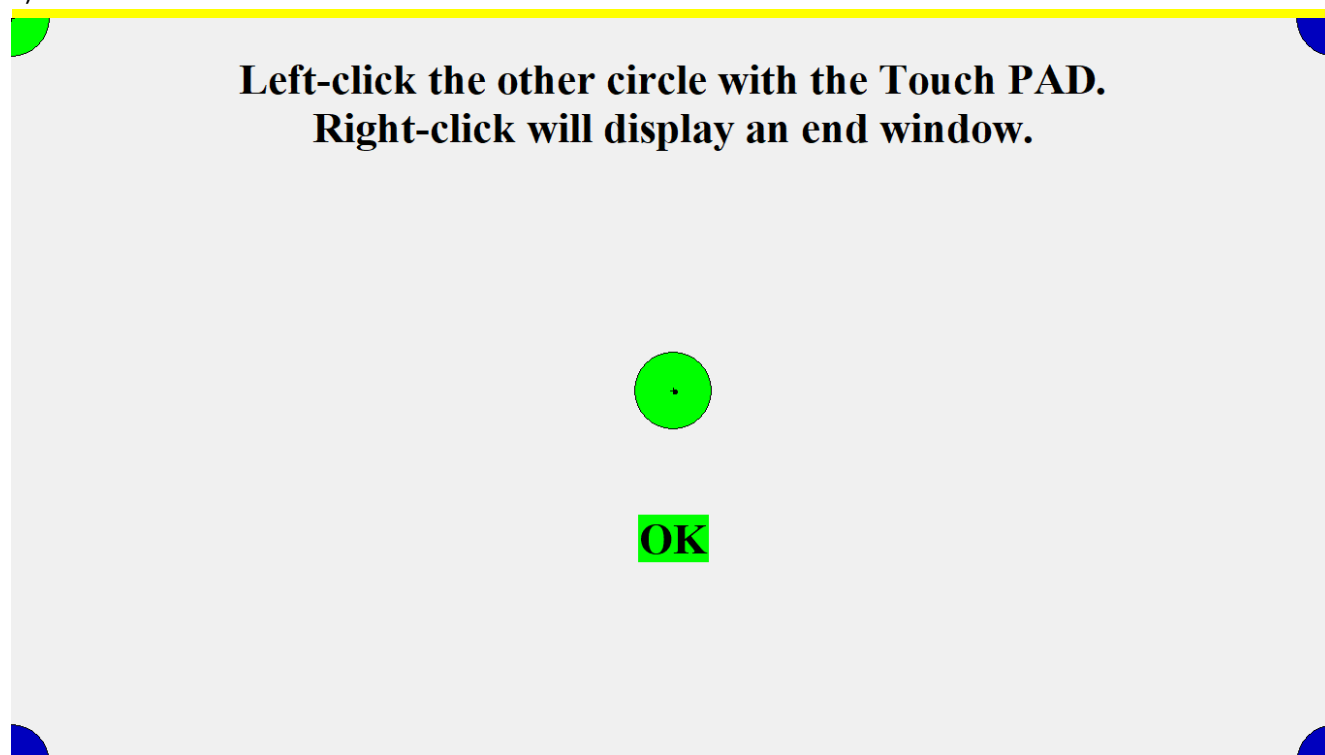 Left-click the other circle with the Touch PAD.
Right-click will display an end window.
OK